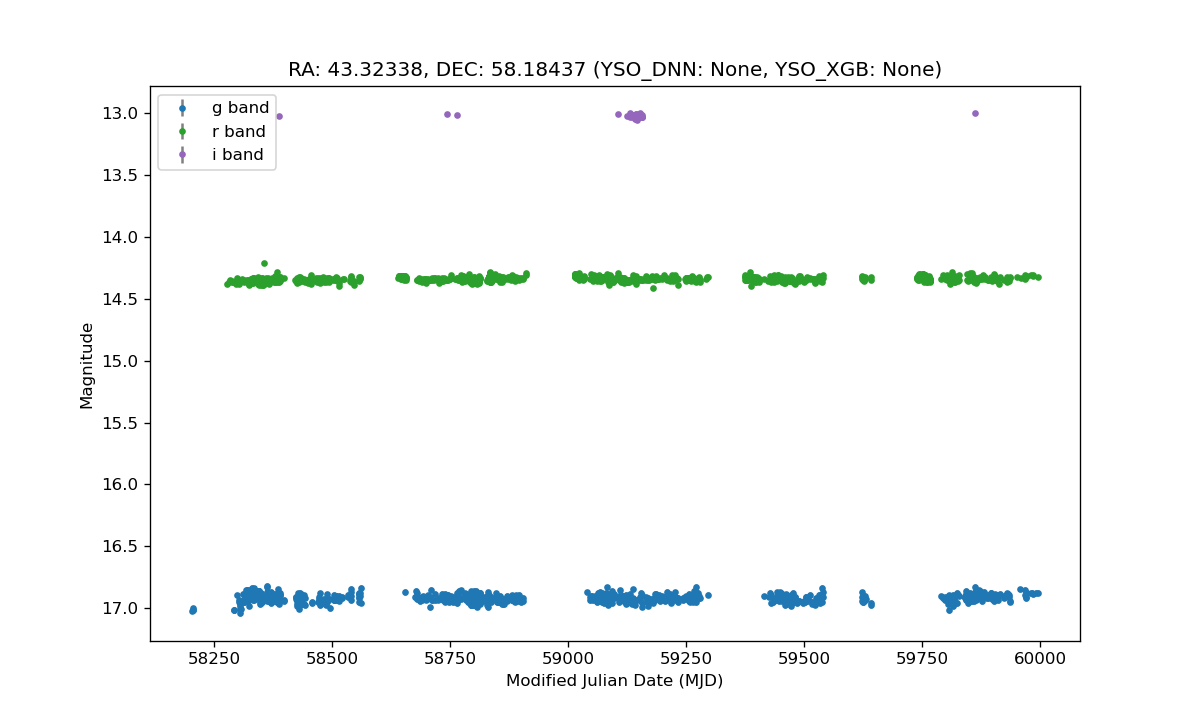 RA: 43.32338, DEC: 58.18437 (YSO_DNN: None, YSO_XGB: None)
g band
r band
i band
13.0
13.5
14.0
14.5
15.0
15.5
16.0
16.5
17.0
Magnitude
58250 58500 58750 59000 59250 59500 59750 60000
Modified Julian Date (MJD)